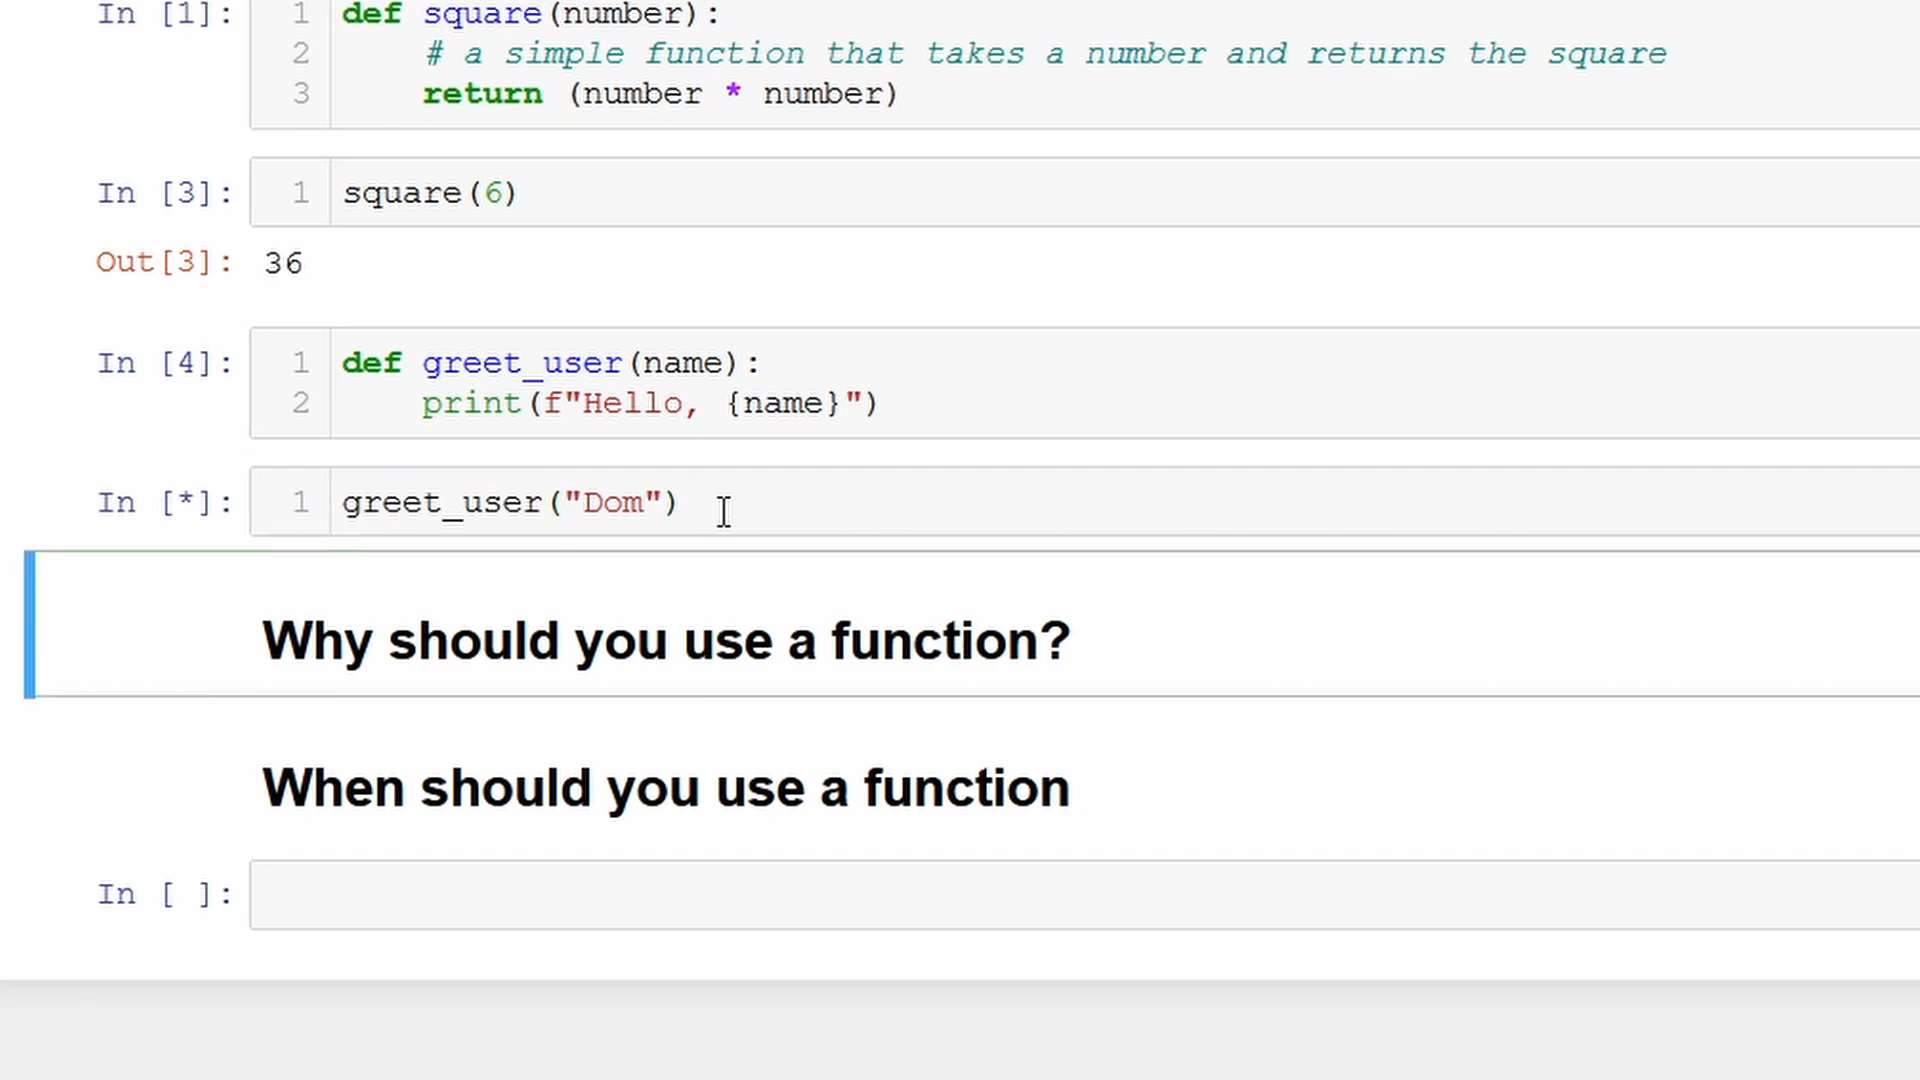 In [1]: 1 def square(number):
2 # a simple function that takes a number and returns the square
3 return (number * number)
In [3]: 1 square(6)
Out[3]: 36
In [4]: 1 def greet_user(name):
2 print(f"Hello, {name}")
In [*]: 1 greet_user("Dom")
Why should you use a function?
When should you use a function
In [ ]: